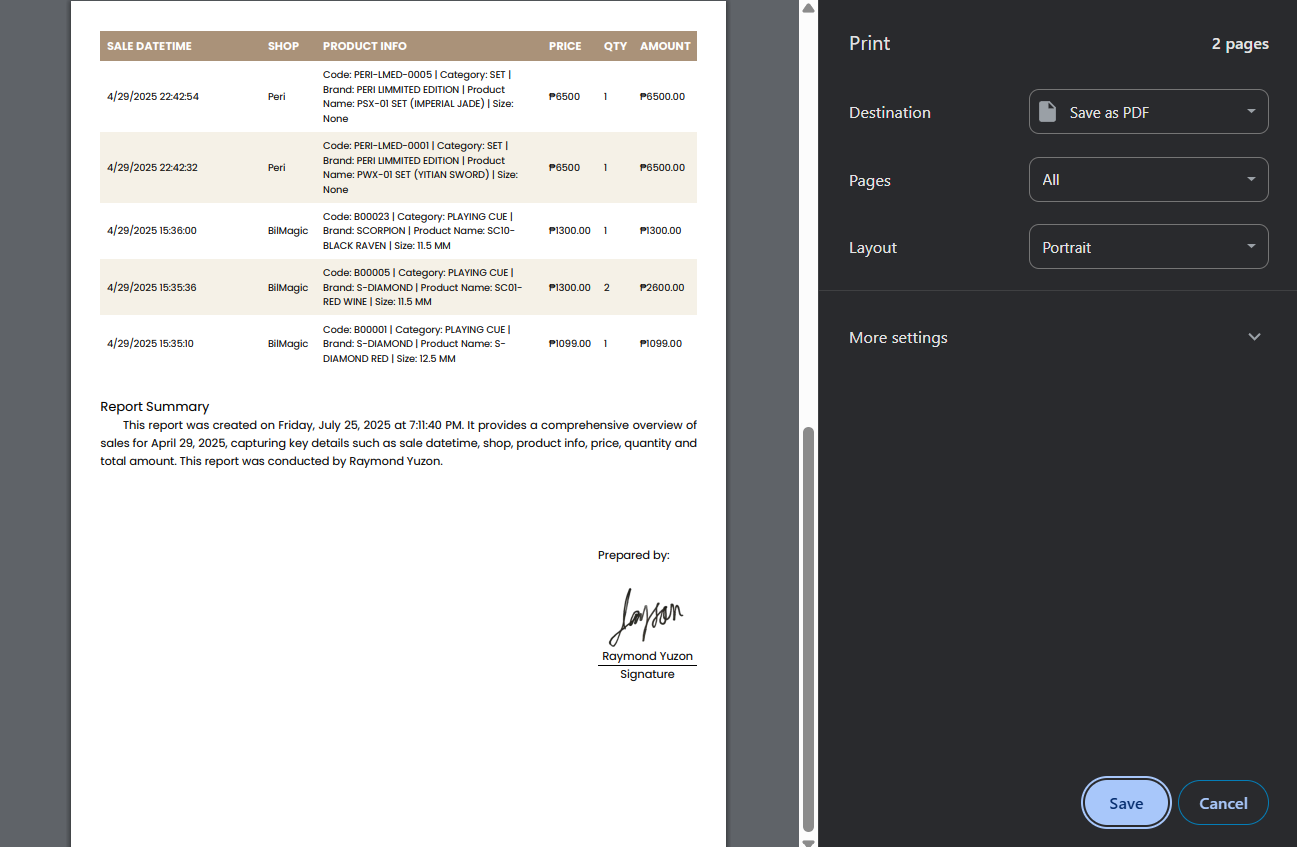 SALE DATETIME SHOP PRODUCT INFO PRICE QTY AMOUNT
Code: PERI-LMED-0005 | Category: SET |
Brand: PERI LIMMITED EDITION | Product
4/29/2025 22:42:54 Peri Name: PSX-01 SET (IMPERIAL JADE) | Size: ₱6500 1 ₱6500.00
None
Code: PERI-LMED-0001 | Category: SET |
Brand: PERI LIMMITED EDITION | Product
4/29/2025 22:42:32 Peri Name: PWX-01 SET (YITIAN SWORD) | Size: ₱6500 1 ₱6500.00
None
Code: B00023 | Category: PLAYING CUE |
4/29/2025 15:36:00 BilMagic Brand: SCORPION | Product Name: SC10- ₱1300.00 1 ₱1300.00
BLACK RAVEN | Size: 11.5 MM
Code: B00005 | Category: PLAYING CUE |
4/29/2025 15:35:36 BilMagic Brand: S-DIAMOND | Product Name: SC01- ₱1300.00 2 ₱2600.00
RED WINE | Size: 11.5 MM
Code: B00001 | Category: PLAYING CUE |
4/29/2025 15:35:10 BilMagic Brand: S-DIAMOND | Product Name: S- ₱1099.00 1 ₱1099.00
DIAMOND RED | Size: 12.5 MM
Report Summary
This report was created on Friday, July 25, 2025 at 7:11:40 PM. It provides a comprehensive overview of
sales for April 29, 2025, capturing key details such as sale datetime, shop, product info, price, quantity and
total amount. This report was conducted by Raymond Yuzon.
Prepared by:
Raymond Yuzon
Signature
Print 2 pages
Destination Save as PDF
Pages All
Layout Portrait
More settings
Save Cancel